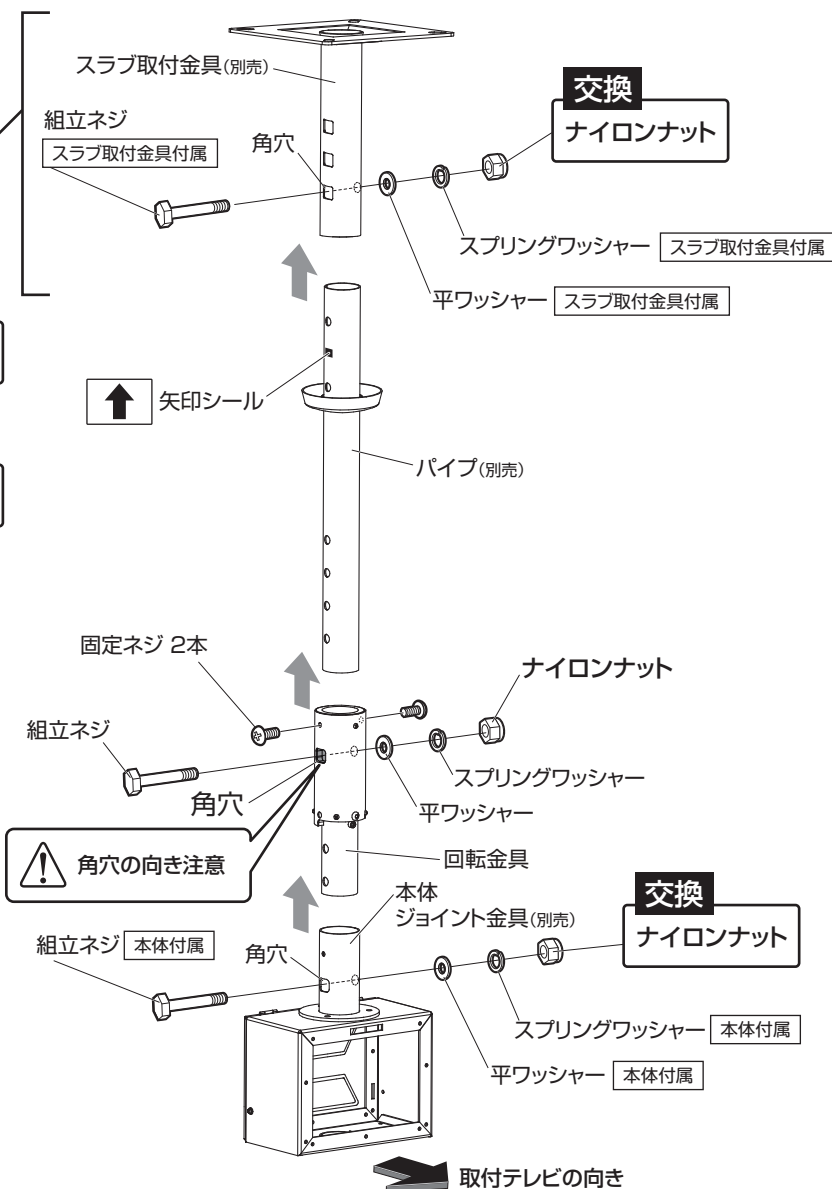 スラブ取付金具(別売)
交換
ナイロンナット
組立ネジ
スラブ取付金具付属
角穴
スプリングワッシャー スラブ取付金具付属
平ワッシャー スラブ取付金具付属
矢印シール
パイプ(別売)
固定ネジ 2本
ナイロンナット
組立ネジ
スプリングワッシャー
角穴
平ワッシャー
角穴の向き注意
回転金具
本体
ジョイント金具(別売)
交換
ナイロンナット
組立ネジ 本体付属
角穴
スプリングワッシャー 本体付属
平ワッシャー 本体付属
取付テレビの向き